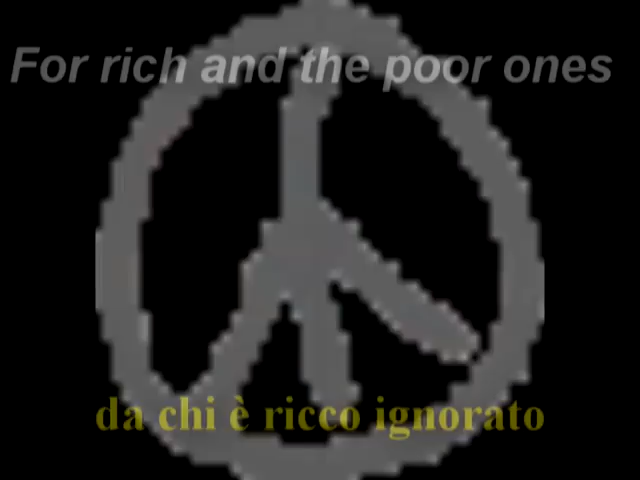 For rich and the poor ones
da chi è ricco ignorato